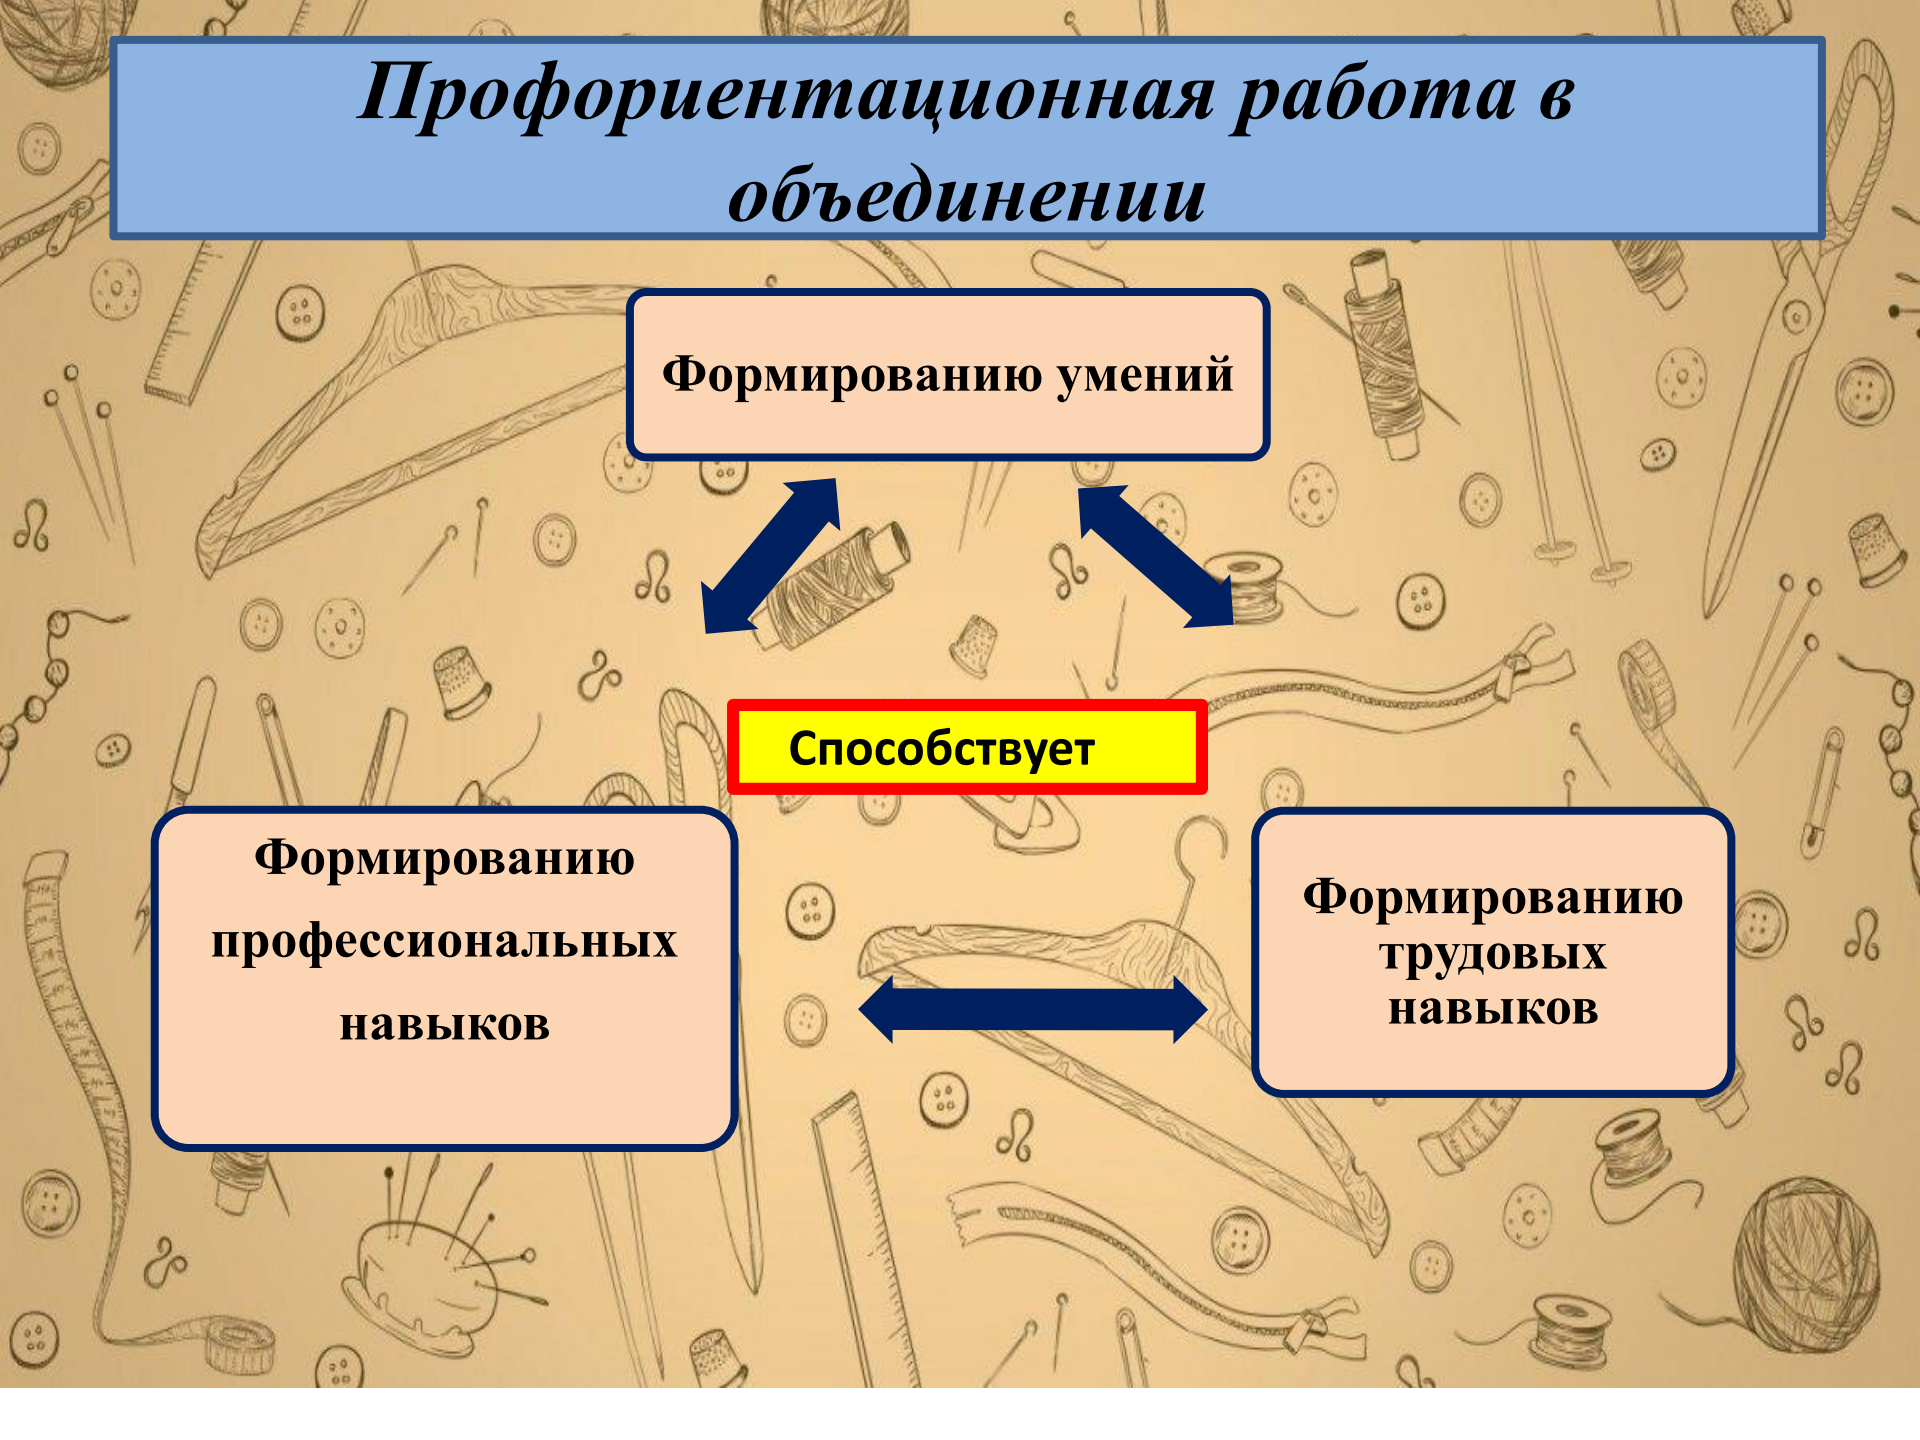 Профориентационная работа в
объединении
Формированию умений
Способствует
Формированию
профессиональных
навыков
Формированию
трудовых
навыков